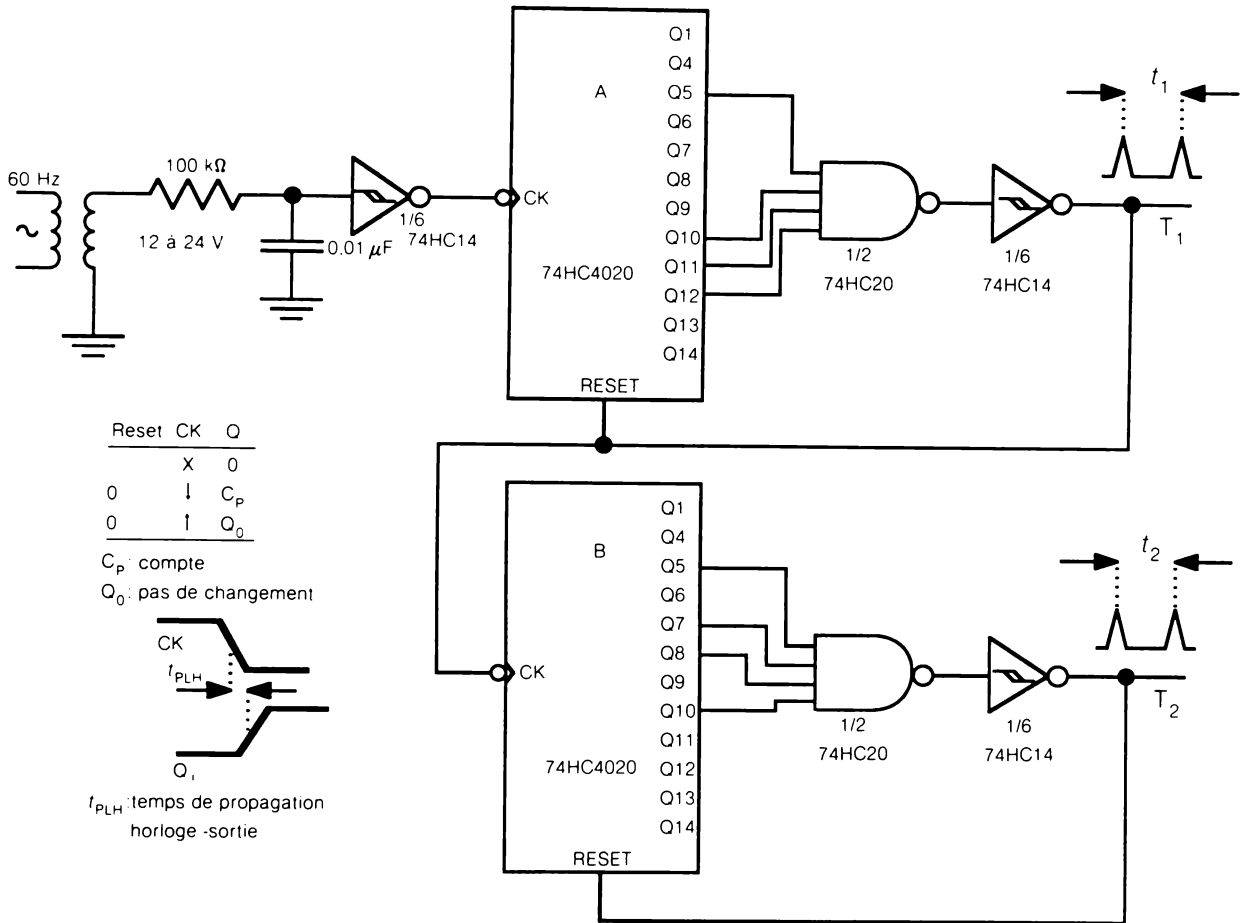 60 Hz
100 kΩ
12 à 24 V
0.01 µF
1/6
74HC14
CK
A
74HC4020
RESET
Q1
Q4
Q5
Q6
Q7
Q8
Q9
Q10
Q11
Q12
Q13
Q14
1/2
74HC20
1/6
74HC14
t1
T1
Reset CK Q
X 0
0 ↓ CP
0 ↑ Q0
CP: compte
Q0: pas de changement
CK
tPLH
Q1
tPLH: temps de propagation
horloge -sortie
CK
B
74HC4020
RESET
Q1
Q4
Q5
Q6
Q7
Q8
Q9
Q10
Q11
Q12
Q13
Q14
1/2
74HC20
1/6
74HC14
t2
T2